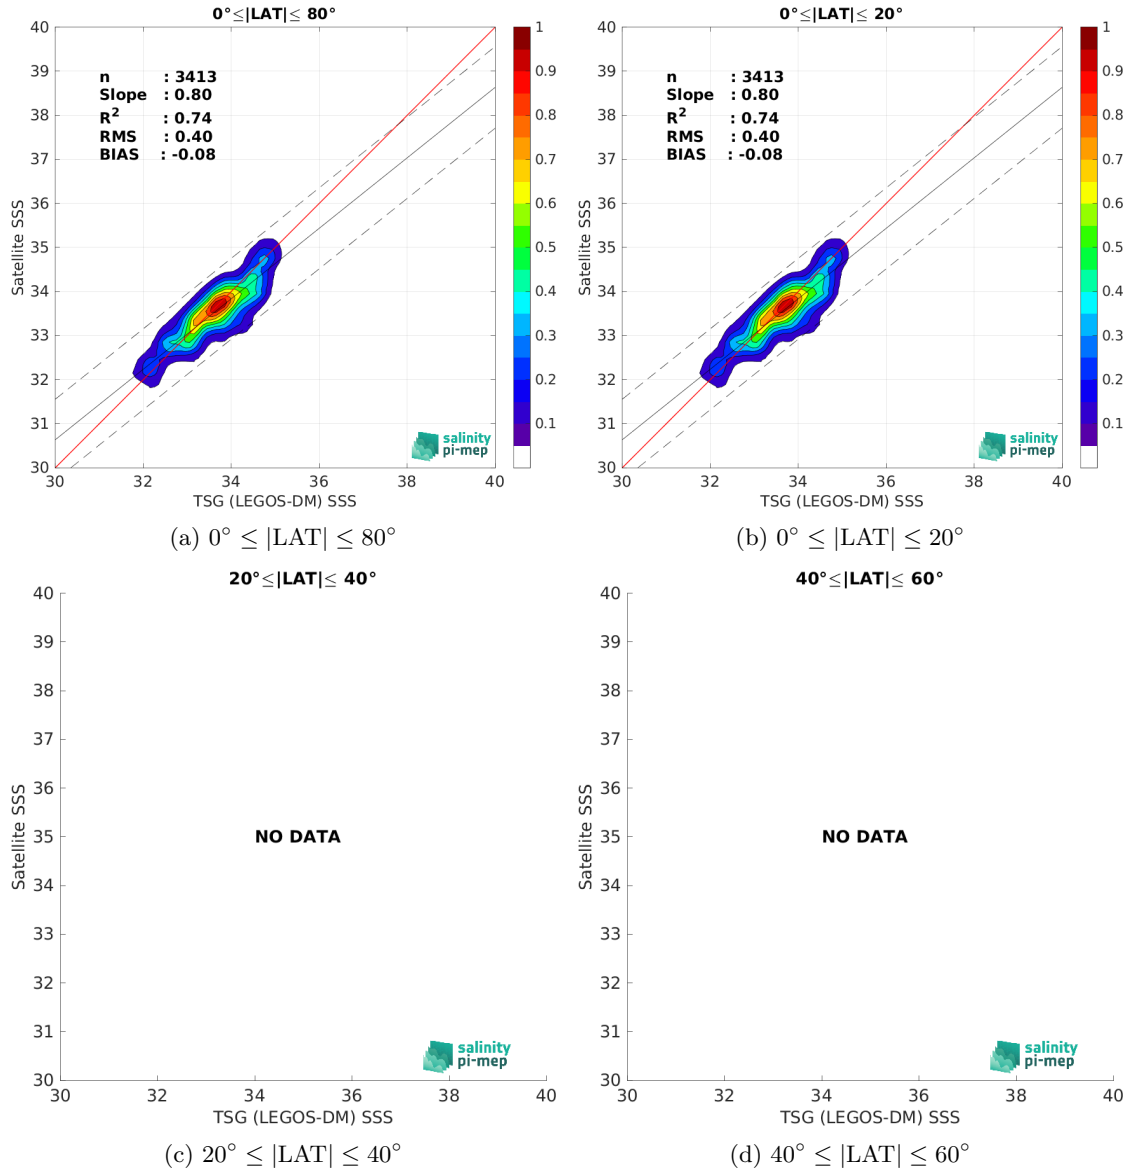 0°≤|LAT|≤ 80°
n : 3413
Slope : 0.80
R² : 0.74
RMS : 0.40
BIAS : -0.08
40
39
38
37
36
35
34
33
32
31
30
Satellite SSS
30 32 34 36 38 40
TSG (LEGOS-DM) SSS
1
0.9
0.8
0.7
0.6
0.5
0.4
0.3
0.2
0.1
salinity
pi-mep
(a) 0° ≤ |LAT| ≤ 80°
0°≤|LAT|≤ 20°
n : 3413
Slope : 0.80
R² : 0.74
RMS : 0.40
BIAS : -0.08
40
39
38
37
36
35
34
33
32
31
30
Satellite SSS
30 32 34 36 38 40
TSG (LEGOS-DM) SSS
1
0.9
0.8
0.7
0.6
0.5
0.4
0.3
0.2
0.1
salinity
pi-mep
(b) 0° ≤ |LAT| ≤ 20°
20°≤|LAT|≤ 40°
40
39
38
37
36
35
34
33
32
31
30
Satellite SSS
NO DATA
30 32 34 36 38 40
TSG (LEGOS-DM) SSS
salinity
pi-mep
(c) 20° ≤ |LAT| ≤ 40°
40°≤|LAT|≤ 60°
40
39
38
37
36
35
34
33
32
31
30
Satellite SSS
NO DATA
30 32 34 36 38 40
TSG (LEGOS-DM) SSS
salinity
pi-mep
(d) 40° ≤ |LAT| ≤ 60°